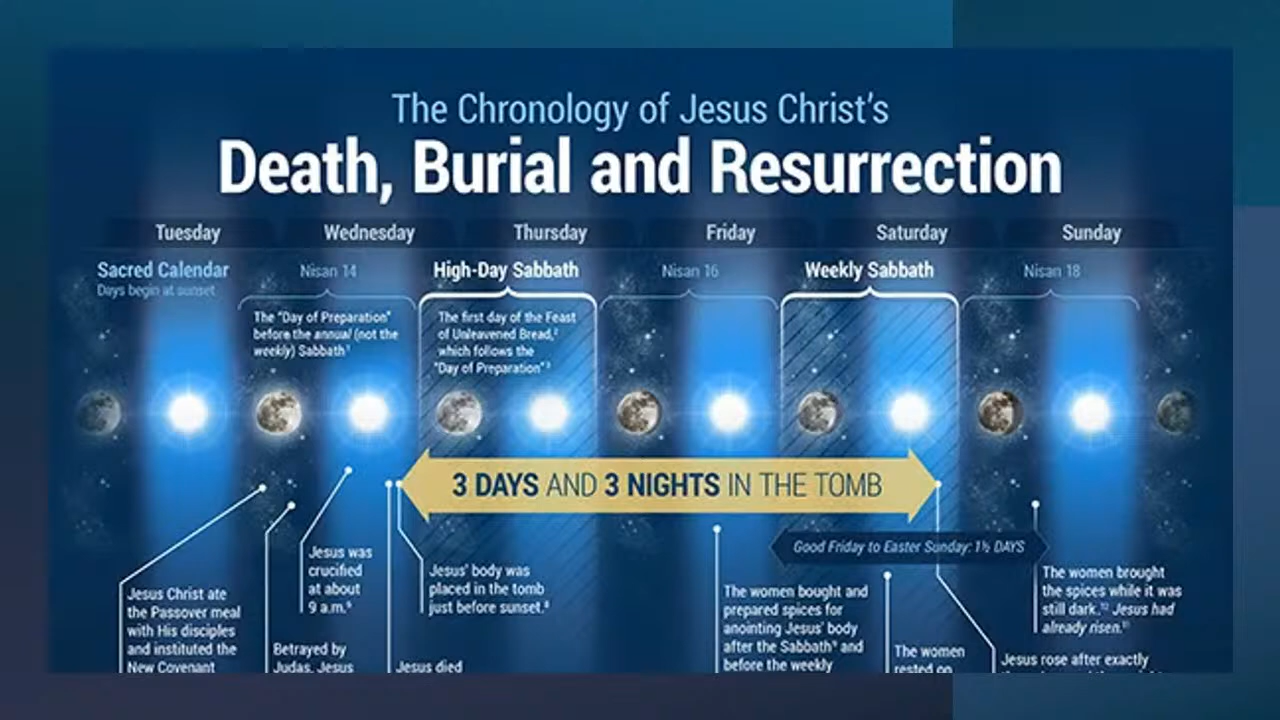 The Chronology of Jesus Christ's
Death, Burial and Resurrection
Tuesday
Wednesday
Thursday
Friday
Saturday
Sunday
Sacred Calendar
Days begin at sunset
Nisan 14
High-Day Sabbath
Nisan 16
Weekly Sabbath
Nisan 18
The "Day of Preparation"
before the annual (not the
weekly) Sabbath¹
The first day of the Feast
of Unleavened Bread,²
which follows the
"Day of Preparation"³
3 DAYS AND 3 NIGHTS IN THE TOMB
Good Friday to Easter Sunday: 1½ DAYS
Jesus Christ ate
the Passover meal
with His disciples
and instituted the
New Covenant
Betrayed by
Judas, Jesus
Jesus was
crucified
at about
9 a.m.
Jesus died
Jesus' body was
placed in the tomb
just before sunset.
The women bought and
prepared spices for
anointing Jesus' body
after the Sabbath and
before the weekly
The women
rested on
The women brought
the spices while it was
still dark. Jesus had
already risen.
Jesus rose after exactly